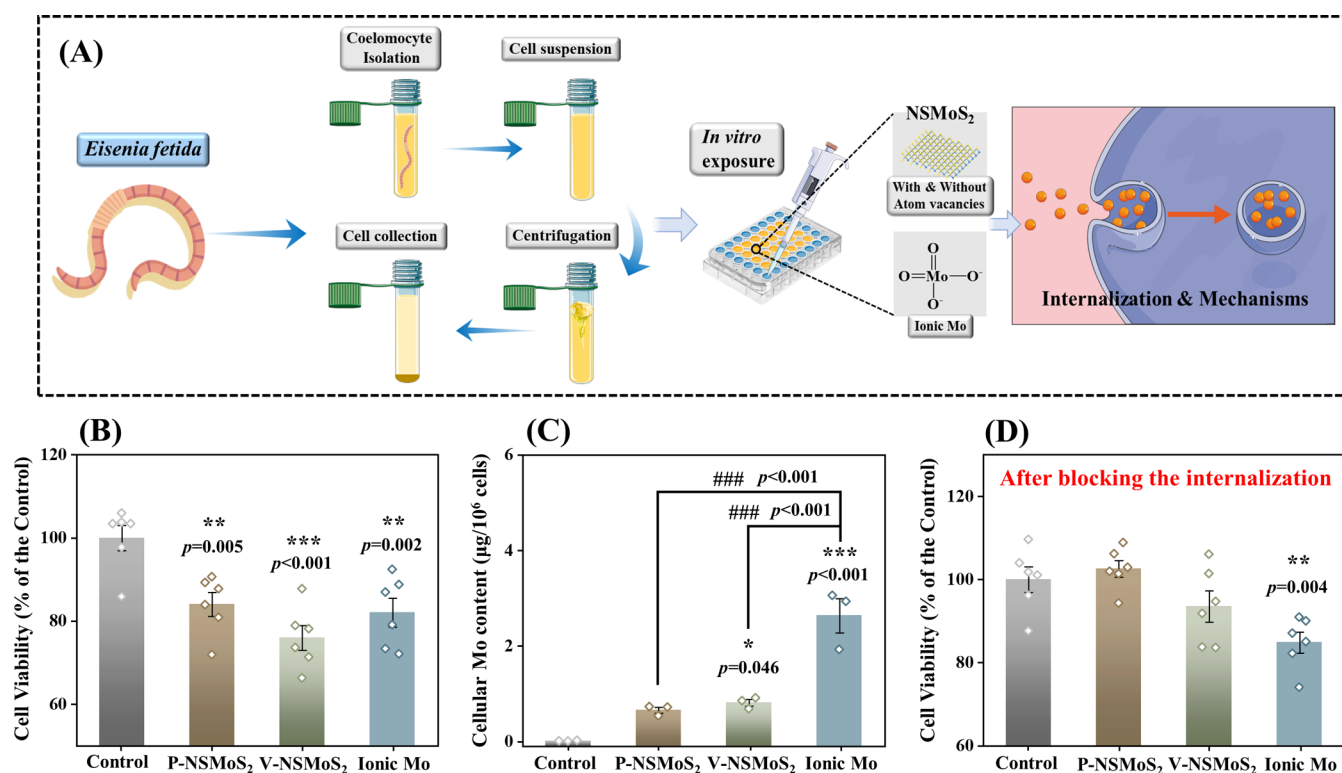 (A)
Coelomocyte
Isolation
Cell suspension
Eisenia fetida
Cell collection
Centrifugation
In vitro
exposure
NSMoS₂
With & Without
Atom vacancies
O
O=Mo—O⁻
O⁻
Ionic Mo
Internalization & Mechanisms
(B)
Cell Viability (% of the Control)
120
100
80
60
**
p=0.005
***
p<0.001
**
p=0.002
Control
P-NSMoS₂
V-NSMoS₂
Ionic Mo
(C)
Cellular Mo content (μg/10⁶ cells)
6
4
2
0
### p<0.001
### p<0.001
***
p<0.001
*
p=0.046
Control
P-NSMoS₂
V-NSMoS₂
Ionic Mo
(D)
Cell Viability (% of the Control)
120
100
80
60
After blocking the internalization
**
p=0.004
Control
P-NSMoS₂
V-NSMoS₂
Ionic Mo